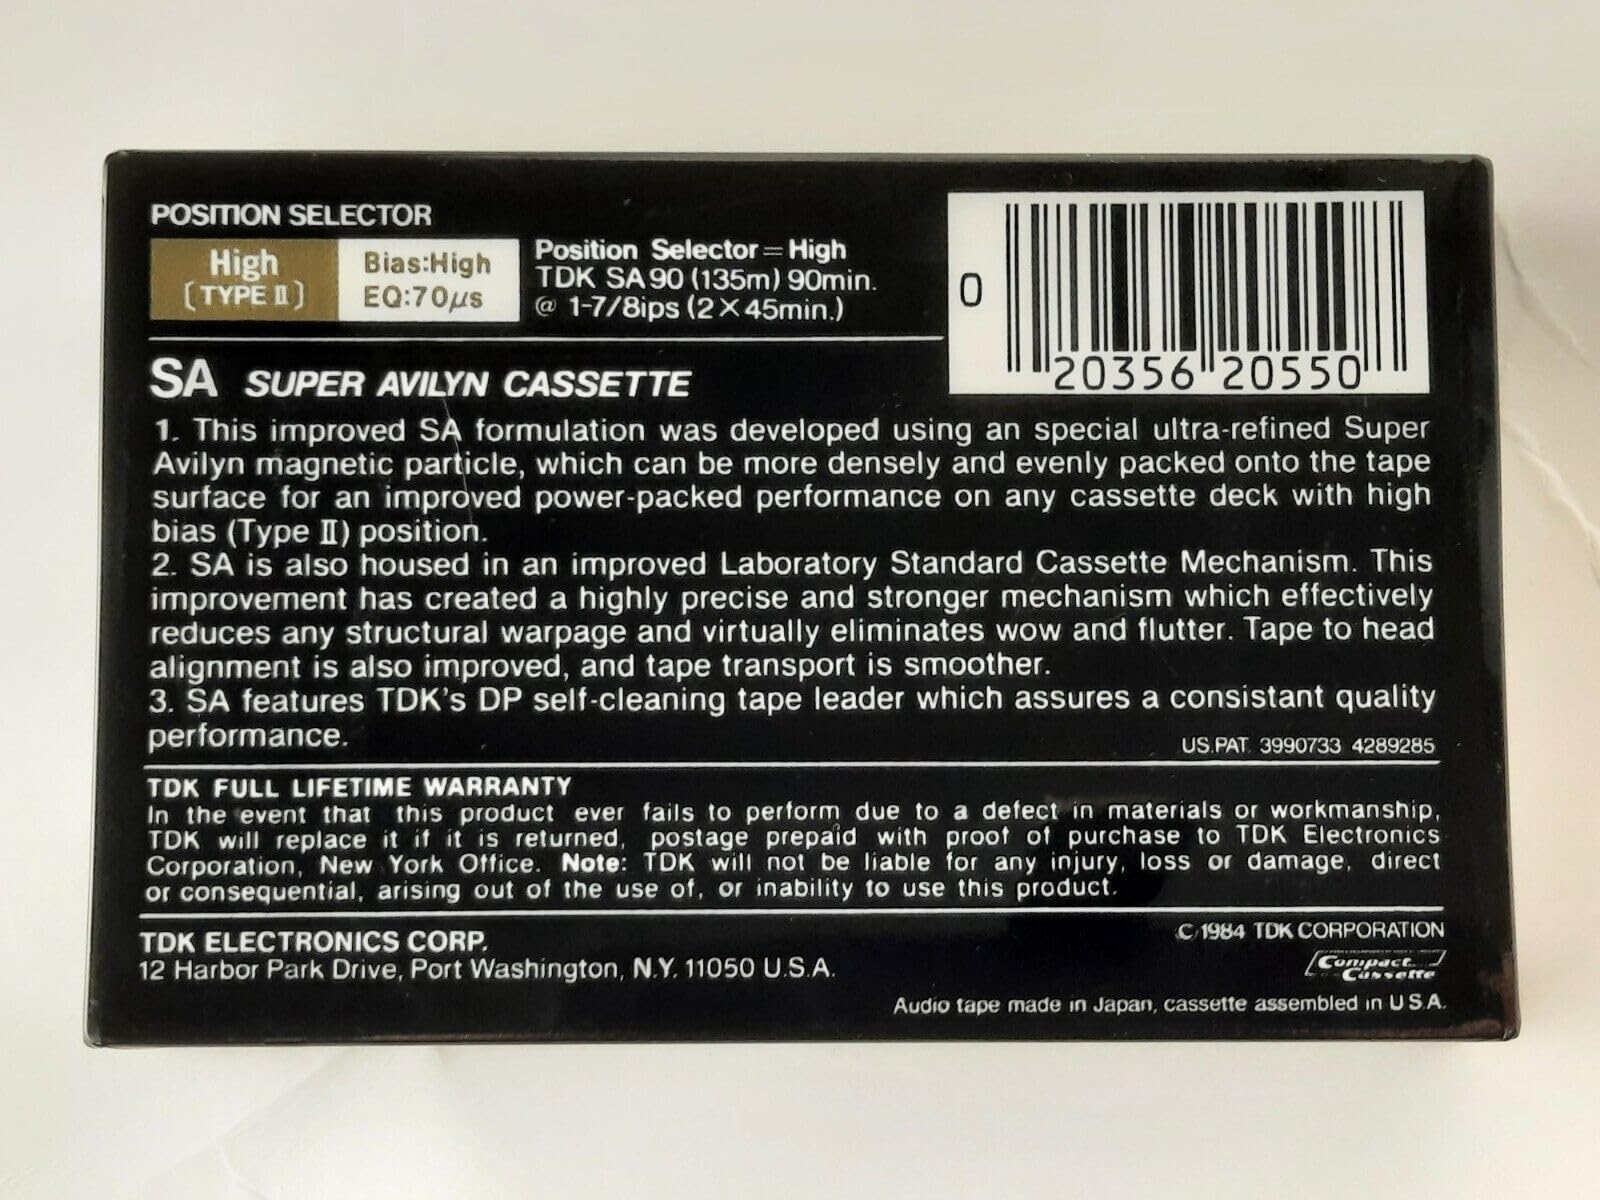 POSITION SELECTOR
High
(TYPE II)
Bias:High
EQ:70μs
Position Selector=High
TDK SA90 (135m) 90min.
@ 1-7/8ips (2×45min.)
0 20356 20550
SA SUPER AVILYN CASSETTE
1. This improved SA formulation was developed using an special ultra-refined Super
Avilyn magnetic particle, which can be more densely and evenly packed onto the tape
surface for an improved power-packed performance on any cassette deck with high
bias (Type II) position.
2. SA is also housed in an improved Laboratory Standard Cassette Mechanism. This
improvement has created a highly precise and stronger mechanism which effectively
reduces any structural warpage and virtually eliminates wow and flutter. Tape to head
alignment is also improved, and tape transport is smoother.
3. SA features TDK's DP self-cleaning tape leader which assures a consistant quality
performance.
US.PAT. 3990733 4289285
TDK FULL LIFETIME WARRANTY
In the event that this product ever fails to perform due to a defect in materials or workmanship,
TDK will replace it if it is returned, postage prepaid with proof of purchase to TDK Electronics
Corporation, New York Office. Note: TDK will not be liable for any injury, loss or damage, direct
or consequential, arising out of the use of, or inability to use this product.
TDK ELECTRONICS CORP.
12 Harbor Park Drive, Port Washington, N.Y. 11050 U.S.A.
C 1984 TDK CORPORATION
Compact
Cassette
Audio tape made in Japan, cassette assembled in U.S.A.